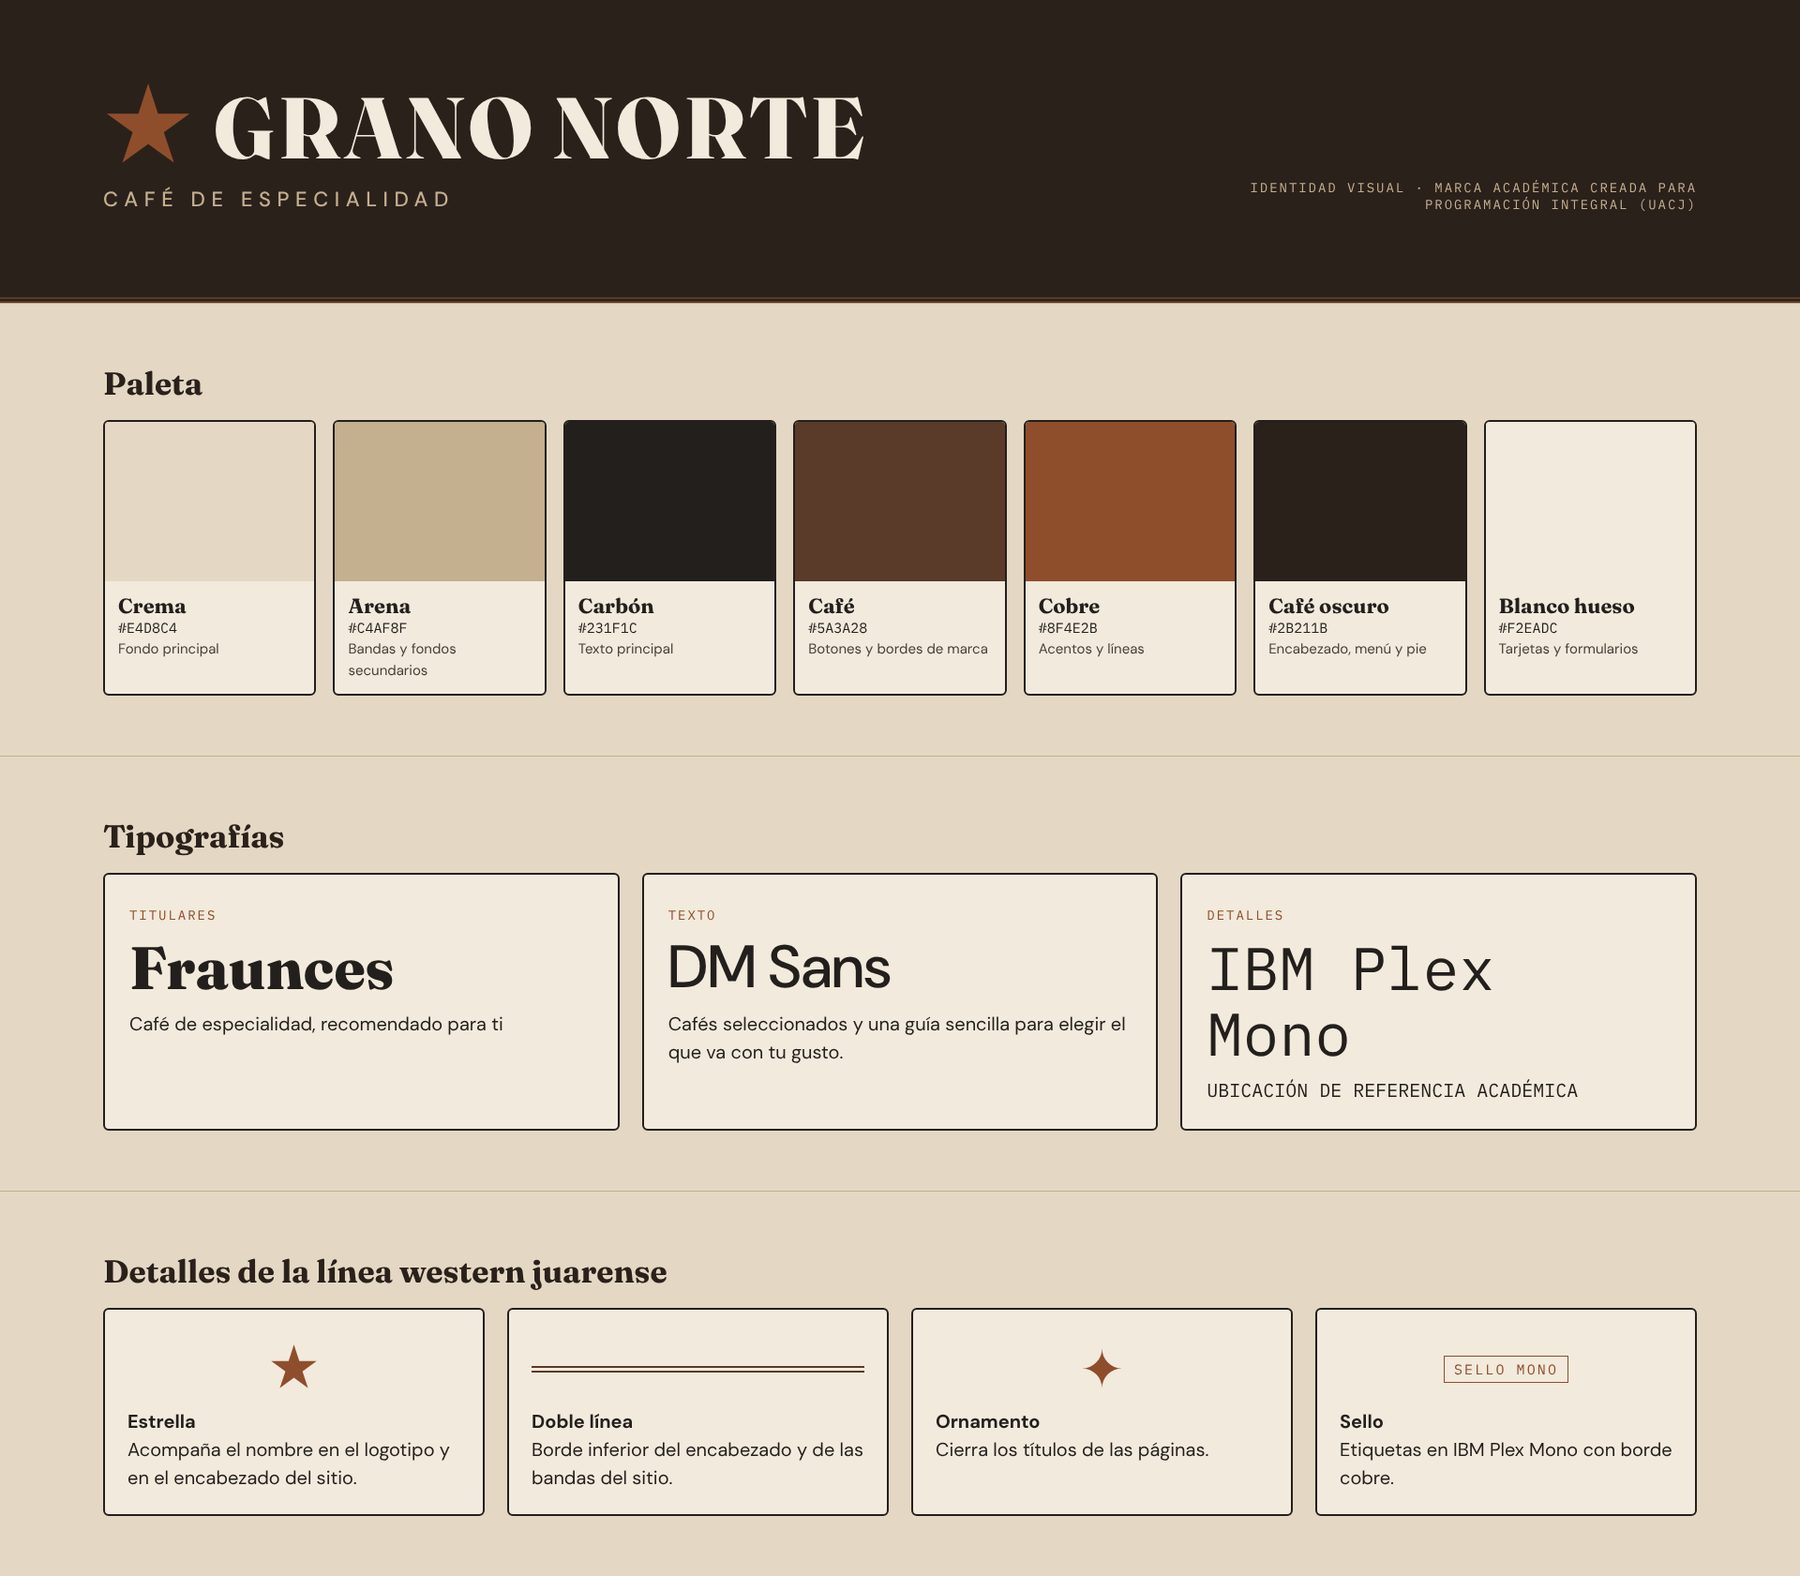 GRANO NORTE
CAFÉ DE ESPECIALIDAD
IDENTIDAD VISUAL · MARCA ACADÉMICA CREADA PARA
PROGRAMACIÓN INTEGRAL (UACJ)
Paleta
Crema
#E4D8C4
Fondo principal
Arena
#C4AF8F
Bandas y fondos
secundarios
Carbón
#231F1C
Texto principal
Café
#5A3A28
Botones y bordes de marca
Cobre
#8F4E2B
Acentos y líneas
Café oscuro
#2B211B
Encabezado, menú y pie
Blanco hueso
#F2EADC
Tarjetas y formularios
Tipografías
TITULARES
Fraunces
Café de especialidad, recomendado para ti
TEXTO
DM Sans
Cafés seleccionados y una guía sencilla para elegir el
que va con tu gusto.
DETALLES
IBM Plex
Mono
UBICACIÓN DE REFERENCIA ACADÉMICA
Detalles de la línea western juarense
Estrella
Acompaña el nombre en el logotipo y
en el encabezado del sitio.
Doble línea
Borde inferior del encabezado y de las
bandas del sitio.
Ornamento
Cierra los títulos de las páginas.
SELLO MONO
Sello
Etiquetas en IBM Plex Mono con borde
cobre.